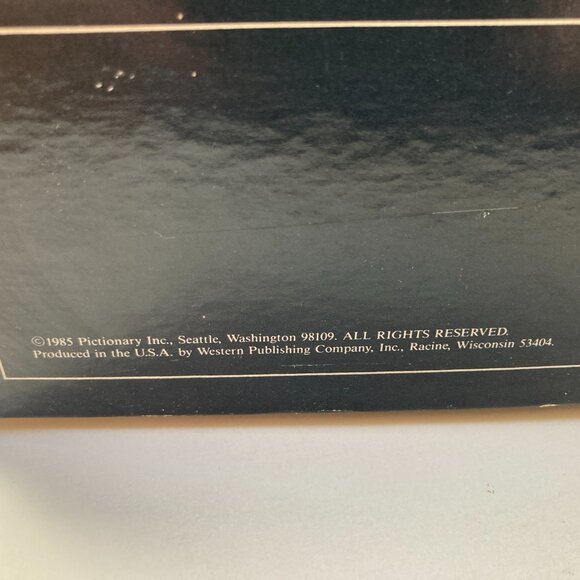 ©1985 Pictionary Inc., Seattle, Washington 98109. ALL RIGHTS RESERVED.
Produced in the U.S.A. by Western Publishing Company, Inc., Racine, Wisconsin 53404.